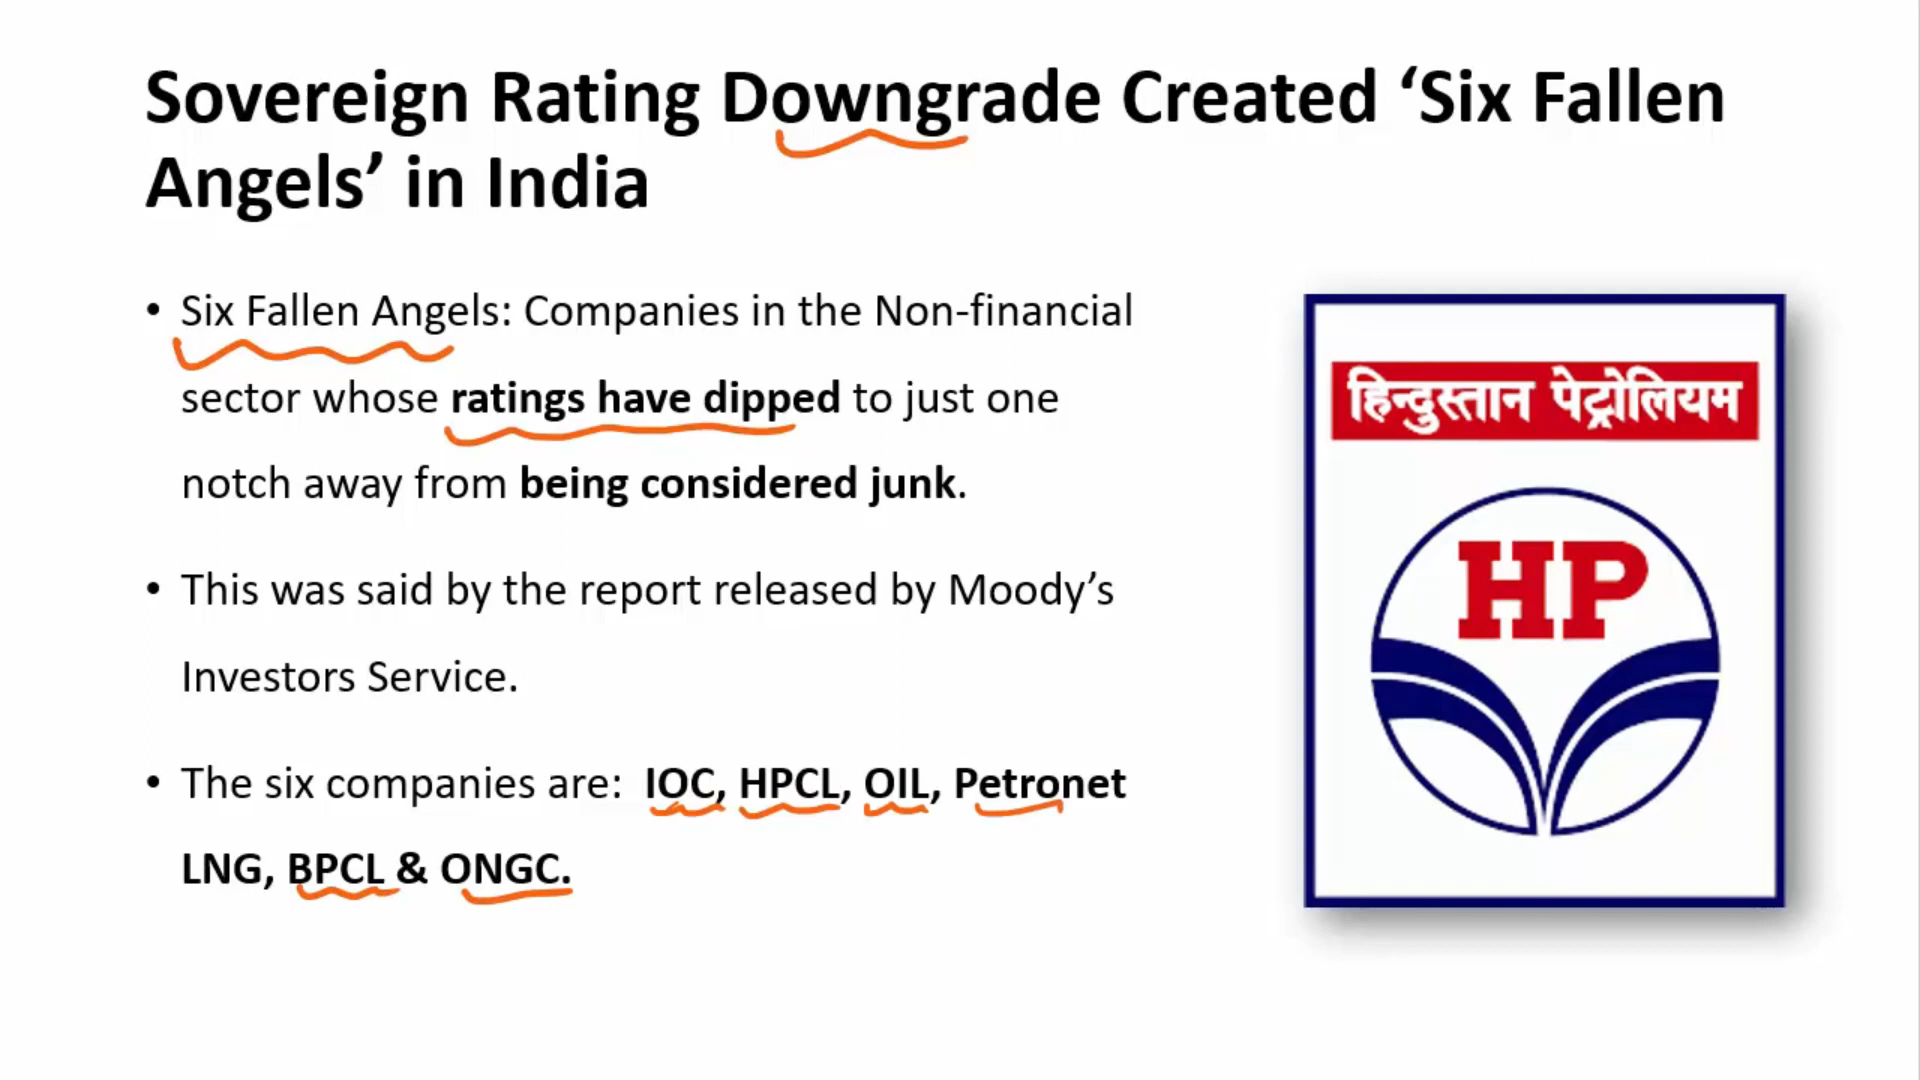 Sovereign Rating Downgrade Created ‘Six Fallen
Angels’ in India
• Six Fallen Angels: Companies in the Non-financial
sector whose ratings have dipped to just one
notch away from being considered junk.
• This was said by the report released by Moody’s
Investors Service.
• The six companies are: IOC, HPCL, OIL, Petronet
LNG, BPCL & ONGC.
हिन्दुस्तान पेट्रोलियम
HP